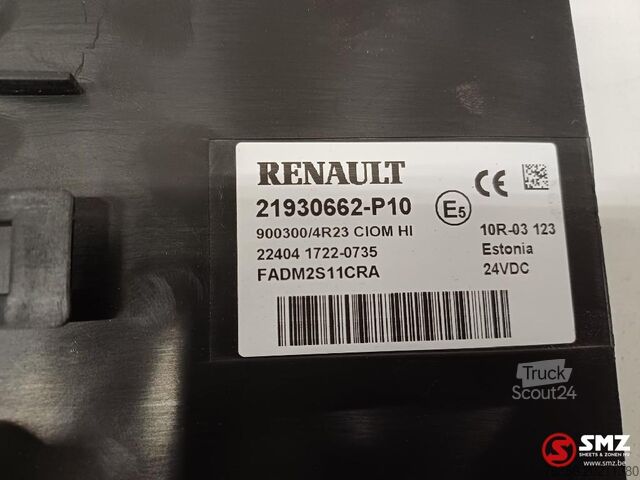 RENAULT
21930662-P10
E5
CE
900300/4R23 CIOM HI
10R-03 123
22404 1722-0735
Estonia
FADM2S11CRA
24VDC
Truck
Scout24
SMZ
SMEETS & ZONEN NV
www.smz.be